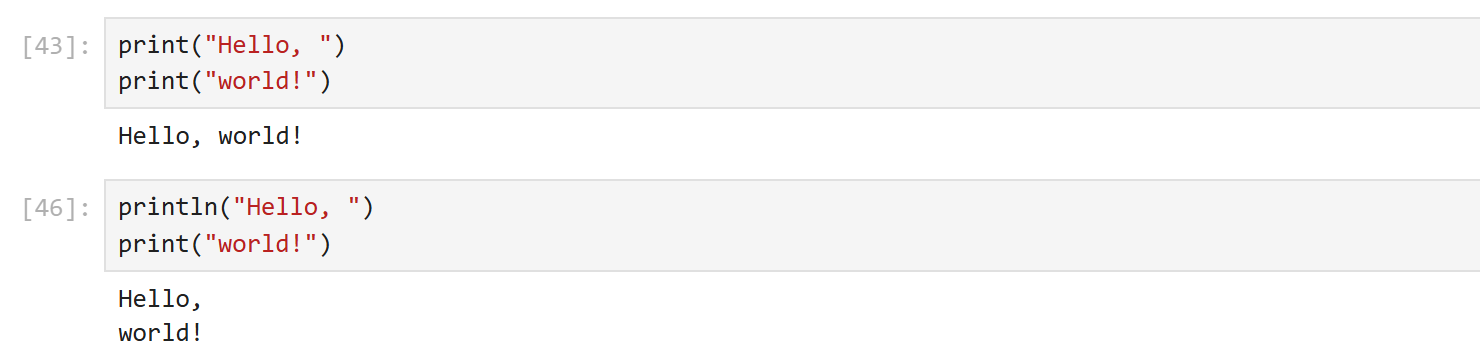 [43]: print("Hello, ")
print("world!")
Hello, world!
[46]: println("Hello, ")
print("world!")
Hello,
world!